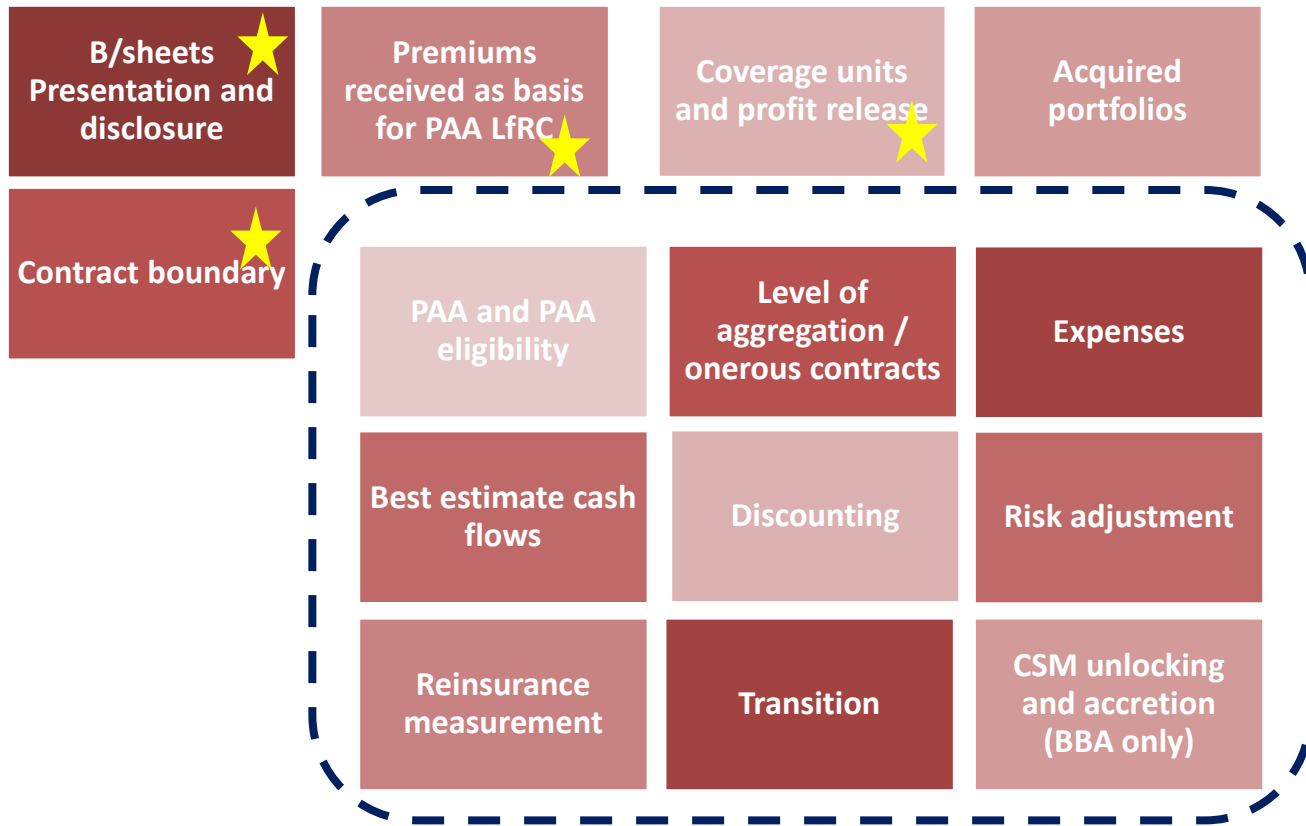 B/sheets
Presentation and
disclosure
Premiums
received as basis
for PAA LfRC
Coverage units
and profit release
Acquired
portfolios
Contract boundary
PAA and PAA
eligibility
Level of
aggregation /
onerous contracts
Expenses
Best estimate cash
flows
Discounting
Risk adjustment
Reinsurance
measurement
Transition
CSM unlocking
and accretion
(BBA only)